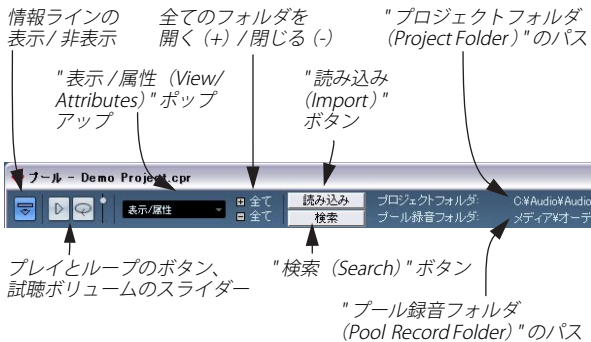 情報ラインの
表示 / 非表示
全てのフォルダを
開く (+) / 閉じる (-)
" プロジェクトフォルダ
(Project Folder ) " のパス
" 表示 / 属性（View/
Attributes) " ポップ
アップ
" 読み込み
(Import) "
ボタン
プール - Demo Project.cpr
表示/属性
全て
全て
読み込み
検索
プロジェクトフォルダ:
プール録音フォルダ:
C:¥Audio¥Audio
メディア¥オーデ
プレイとループのボタン、
試聴ボリュームのスライダー
" 検索（Search) " ボタン
" プール録音フォルダ
(Pool Record Folder) " のパス